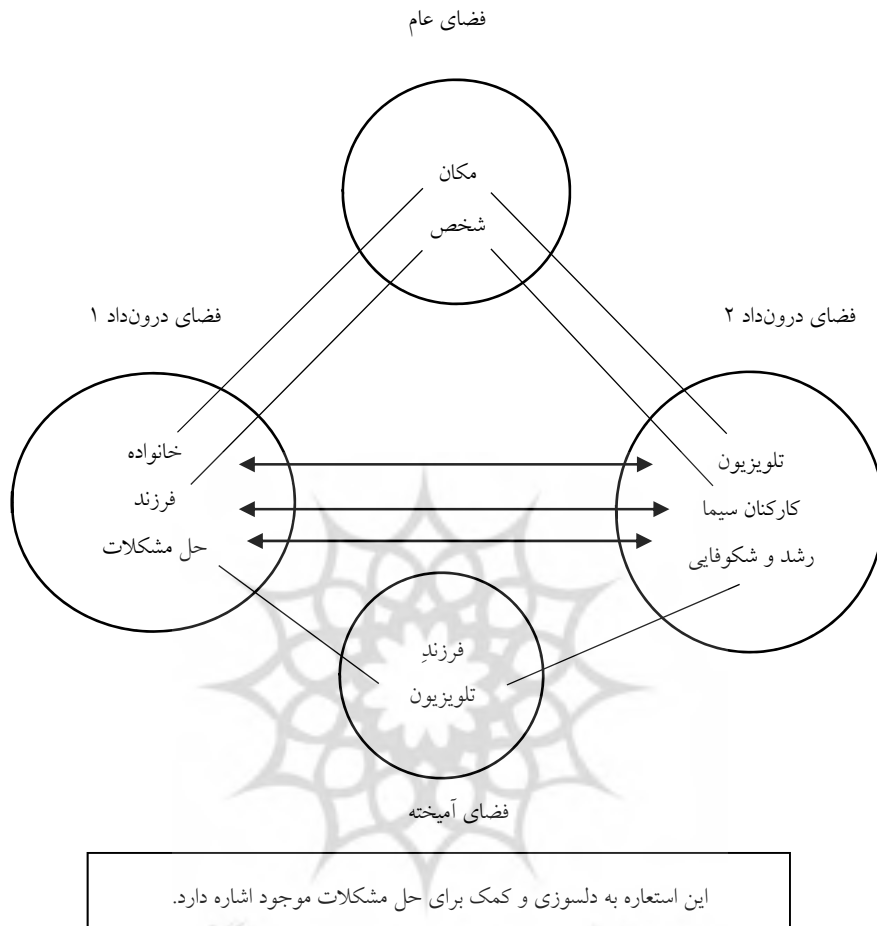 فضای عام
مکان
شخص
فضای درون‌داد ۱
فضای درون‌داد ۲
خانواده
فرزند
حل مشکلات
تلویزیون
کارکنان سیما
رشد و شکوفایی
فرزندِ
تلویزیون
فضای آمیخته
این استعاره به دلسوزی و کمک برای حل مشکلات موجود اشاره دارد.